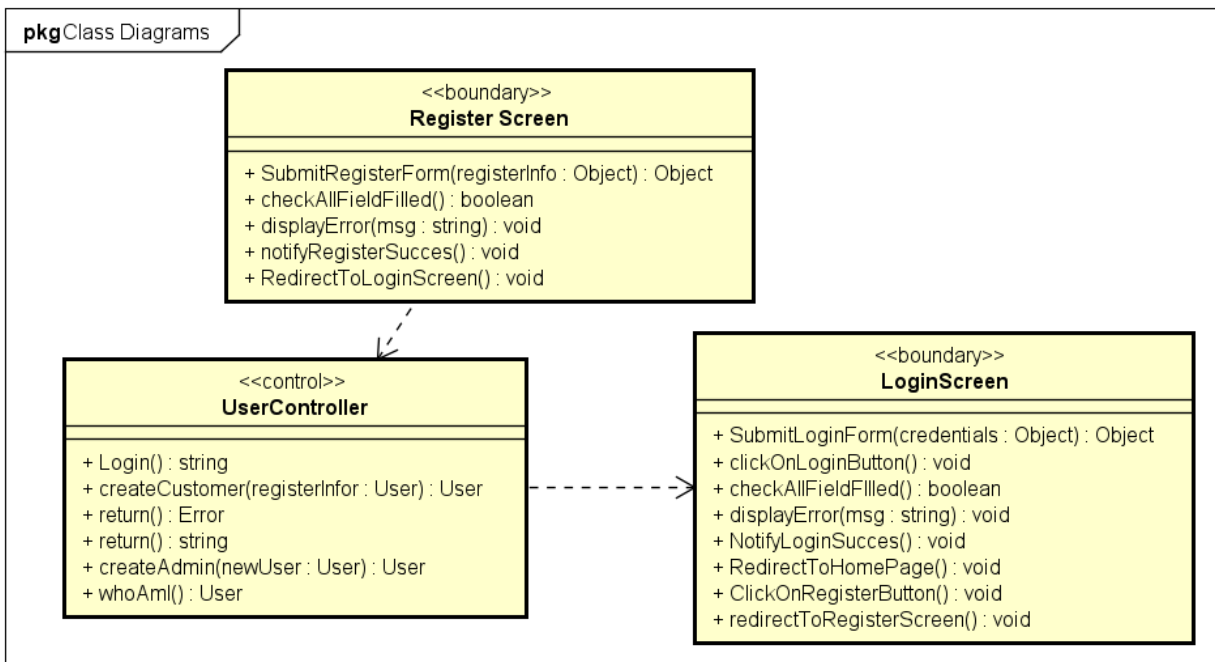 pkg Class Diagrams
<<boundary>>
Register Screen
+ SubmitRegisterForm(registerInfo : Object) : Object
+ checkAllFieldFilled() : boolean
+ displayError(msg : string) : void
+ notifyRegisterSucces() : void
+ RedirectToLoginScreen() : void
<<control>>
UserController
+ Login() : string
+ createCustomer(registerInfor : User) : User
+ return() : Error
+ return() : string
+ createAdmin(newUser : User) : User
+ whoAmI() : User
<<boundary>>
LoginScreen
+ SubmitLoginForm(credentials : Object) : Object
+ clickOnLoginButton() : void
+ checkAllFieldFIlled() : boolean
+ displayError(msg : string) : void
+ NotifyLoginSucces() : void
+ RedirectToHomePage() : void
+ ClickOnRegisterButton() : void
+ redirectToRegisterScreen() : void